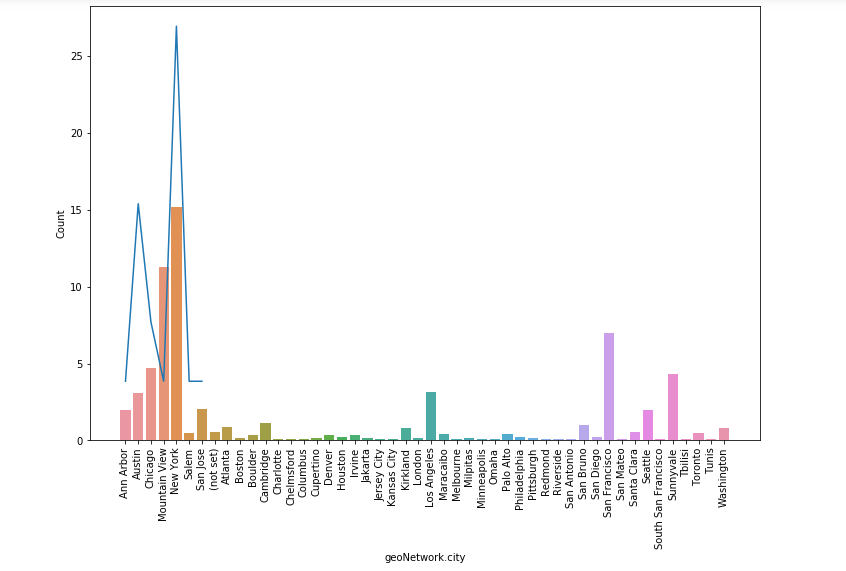 25
20
15
10
5
0
Count
Ann Arbor
Austin
Chicago
Mountain View
New York
Salem
San Jose
(not set)
Atlanta
Boston
Boulder
Cambridge
Charlotte
Chelmsford
Columbus
Cupertino
Denver
Houston
Irvine
Jakarta
Jersey City
Kansas City
Kirkland
London
Los Angeles
Maracaibo
Melbourne
Milpitas
Minneapolis
Omaha
Palo Alto
Philadelphia
Pittsburgh
Redmond
Riverside
San Antonio
San Bruno
San Diego
San Francisco
San Mateo
Santa Clara
Seattle
South San Francisco
Sunnyvale
Tbilisi
Toronto
Tunis
Washington
geoNetwork.city